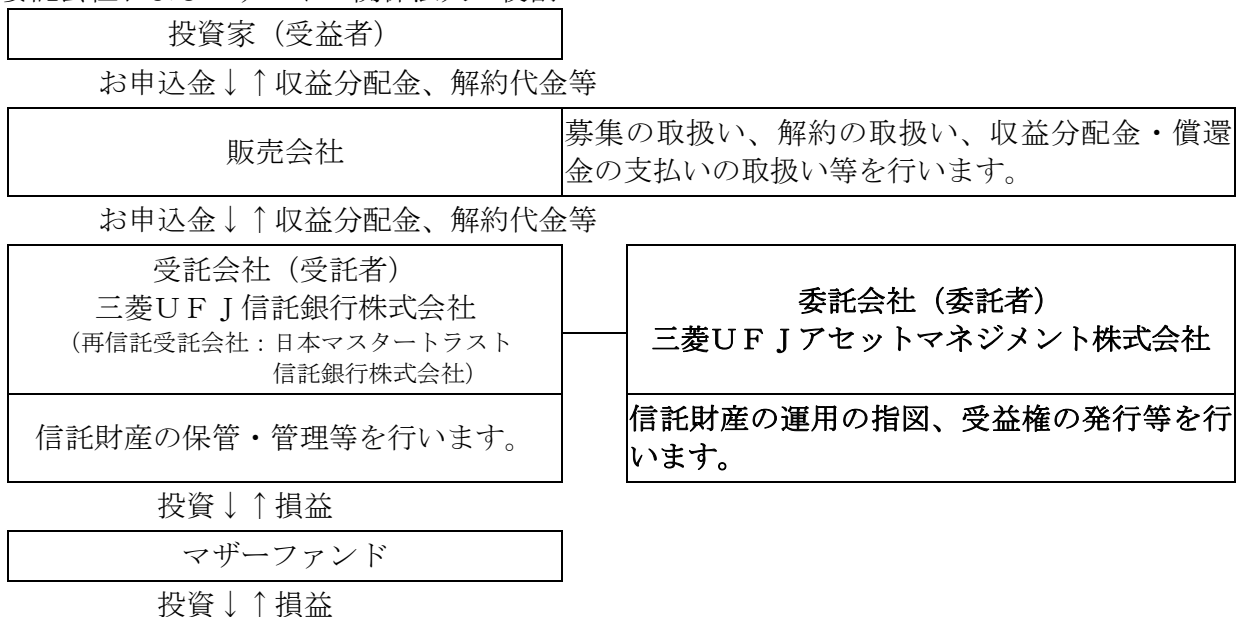 投資家（受益者）
お申込金↓↑収益分配金、解約代金等
販売会社
募集の取扱い、解約の取扱い、収益分配金・償還
金の支払いの取扱い等を行います。
お申込金↓↑収益分配金、解約代金等
受託会社（受託者）
三菱ＵＦＪ信託銀行株式会社
（再信託受託会社：日本マスタートラスト
信託銀行株式会社）
委託会社（委託者）
三菱ＵＦＪアセットマネジメント株式会社
信託財産の保管・管理等を行います。
信託財産の運用の指図、受益権の発行等を行
います。
投資↓↑損益
マザーファンド
投資↓↑損益